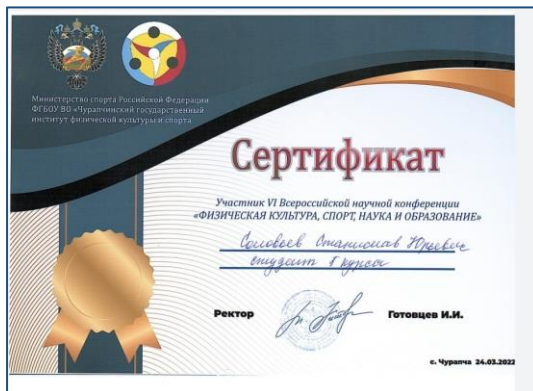 Министерство спорта Российской Федерации
ФГБОУ ВО «Чурапчинский государственный
институт физической культуры и спорта
Сертификат
Участник VI Всероссийской научной конференции
«ФИЗИЧЕСКАЯ КУЛЬТУРА, СПОРТ, НАУКА И ОБРАЗОВАНИЕ»
Соловьев Станислав Юрьевич
студент 1 курса
Ректор Готовцев И.И.
с. Чурапча 24.03.2022